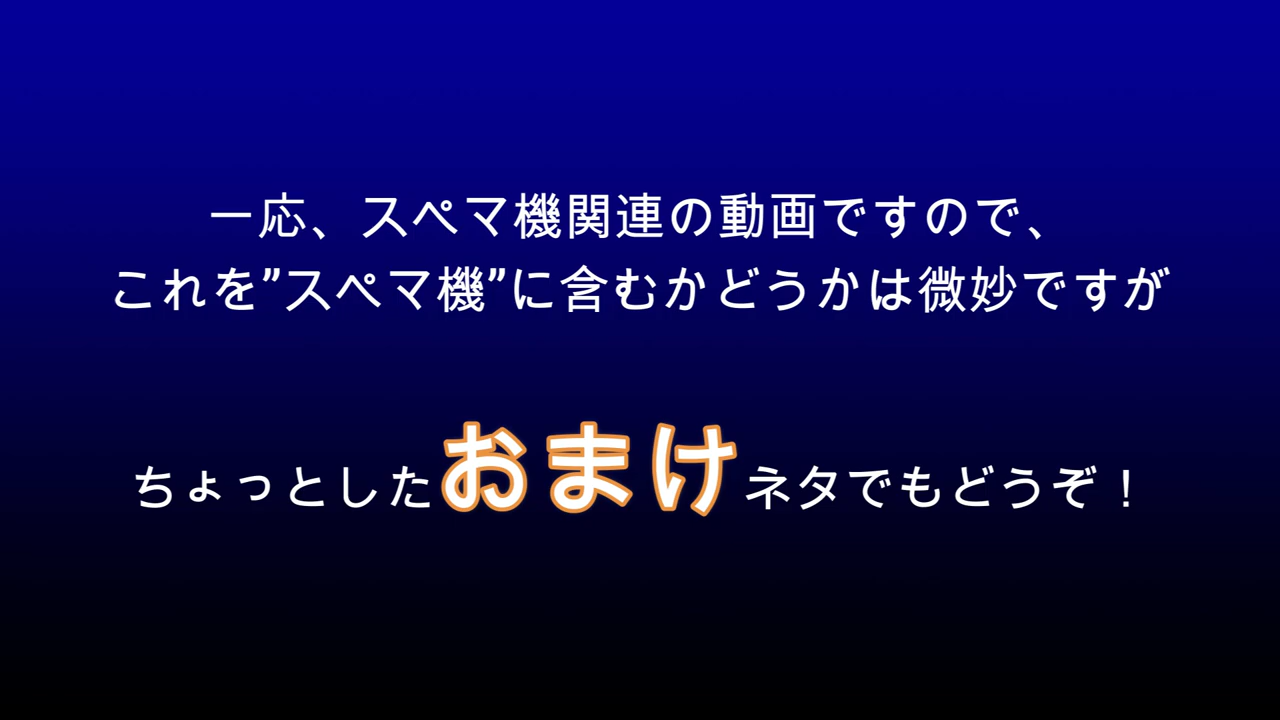 一応、スペマ機関連の動画ですので、
これを”スペマ機”に含むかどうかは微妙ですが
ちょっとしたおまけネタでもどうぞ！